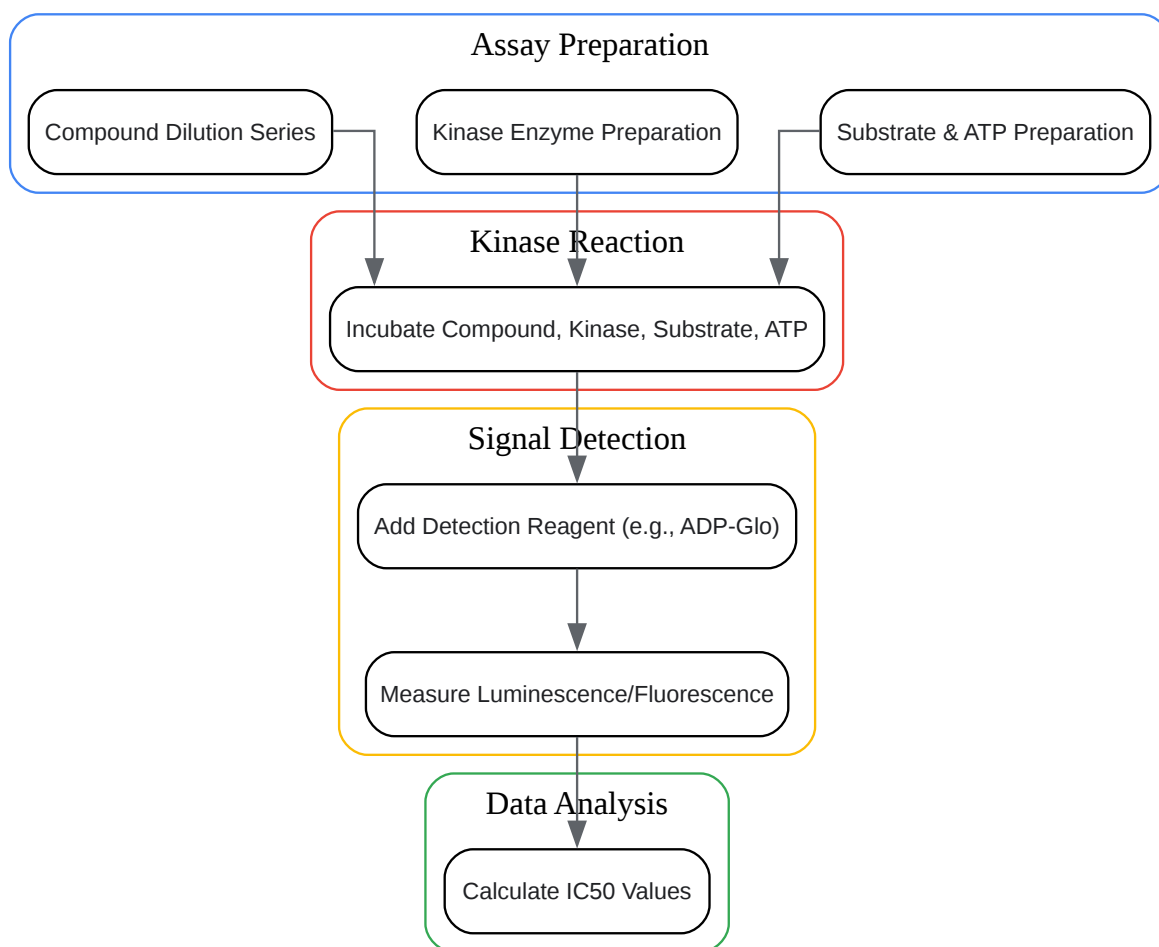 Assay Preparation
Compound Dilution Series
Kinase Enzyme Preparation
Substrate & ATP Preparation
Kinase Reaction
Incubate Compound, Kinase, Substrate, ATP
Signal Detection
Add Detection Reagent (e.g., ADP-Glo)
Measure Luminescence/Fluorescence
Data Analysis
Calculate IC50 Values